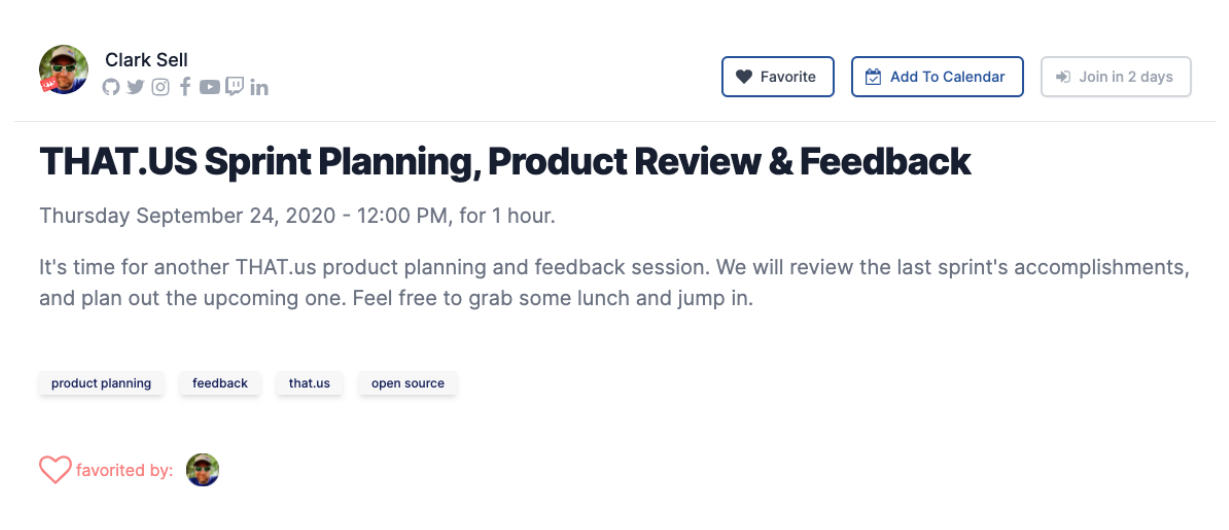 Clark Sell
Favorite
Add To Calendar
Join in 2 days
THAT.US Sprint Planning, Product Review & Feedback
Thursday September 24, 2020 - 12:00 PM, for 1 hour.
It's time for another THAT.us product planning and feedback session. We will review the last sprint's accomplishments,
and plan out the upcoming one. Feel free to grab some lunch and jump in.
product planning
feedback
that.us
open source
favorited by: